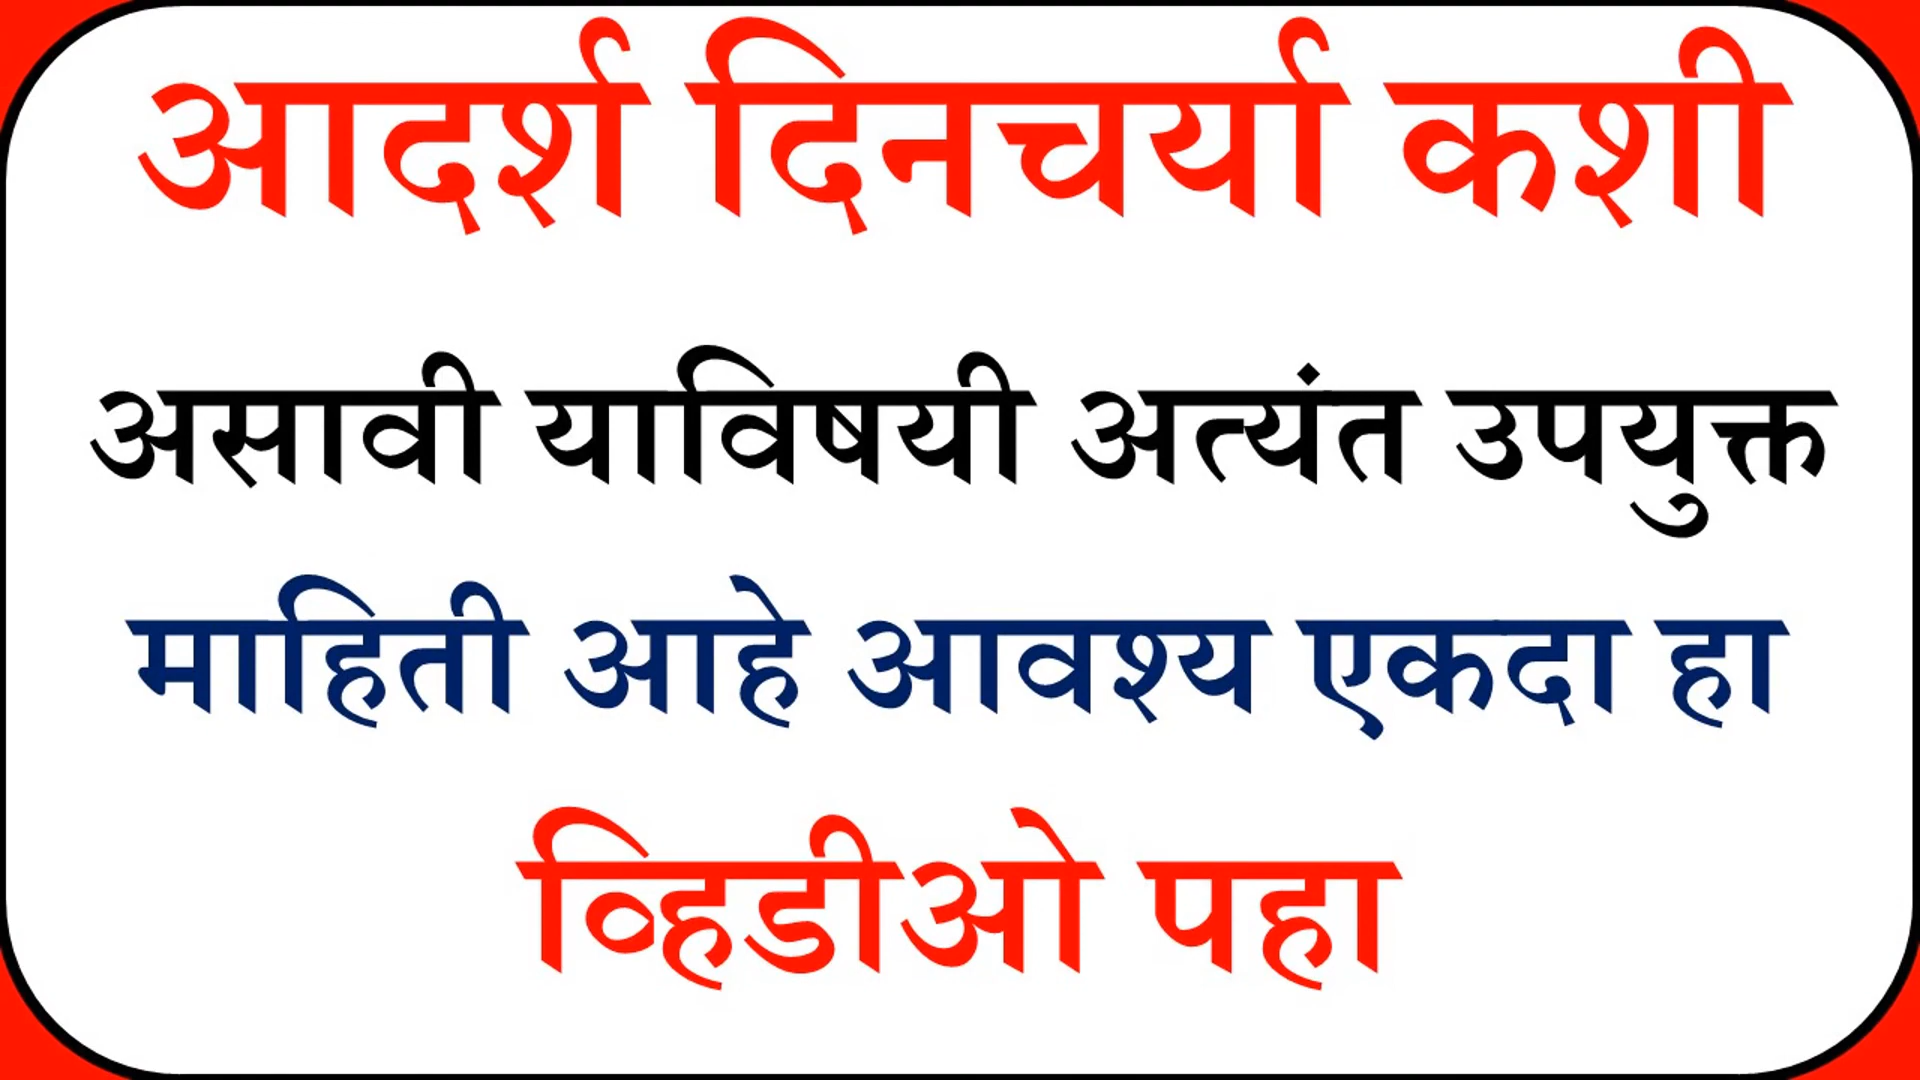 आदर्श दिनचर्या कशी
असावी याविषयी अत्यंत उपयुक्त
माहिती आहे आवश्य एकदा हा
व्हिडीओ पहा